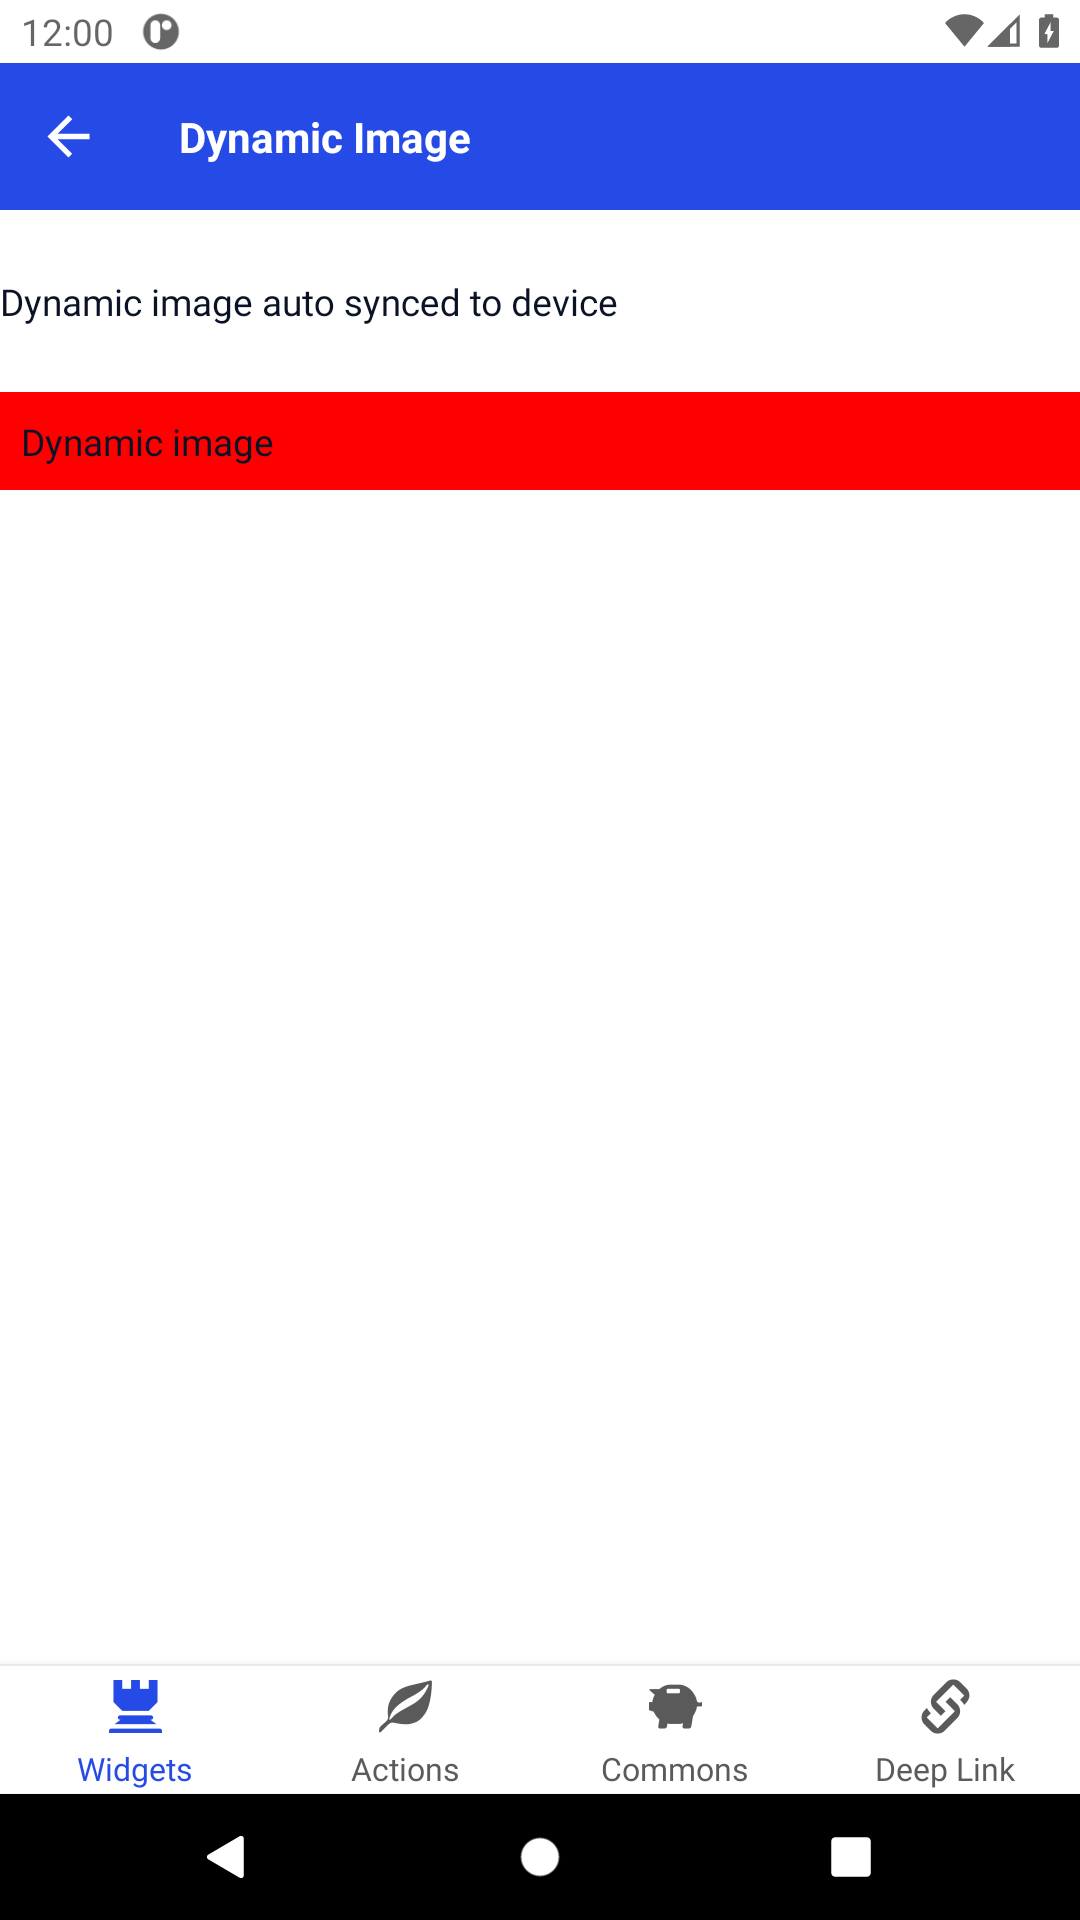 12:00
Dynamic Image
Dynamic image auto synced to device
Dynamic image
Widgets
Actions
Commons
Deep Link